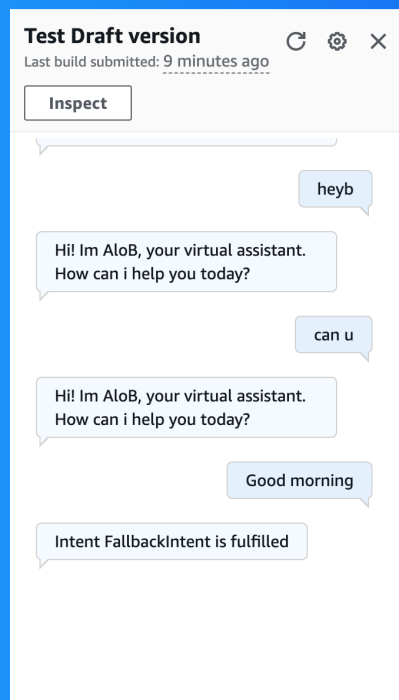 Test Draft version
Last build submitted: 9 minutes ago
Inspect
heyb
Hi! Im AloB, your virtual assistant.
How can i help you today?
can u
Hi! Im AloB, your virtual assistant.
How can i help you today?
Good morning
Intent FallbackIntent is fulfilled